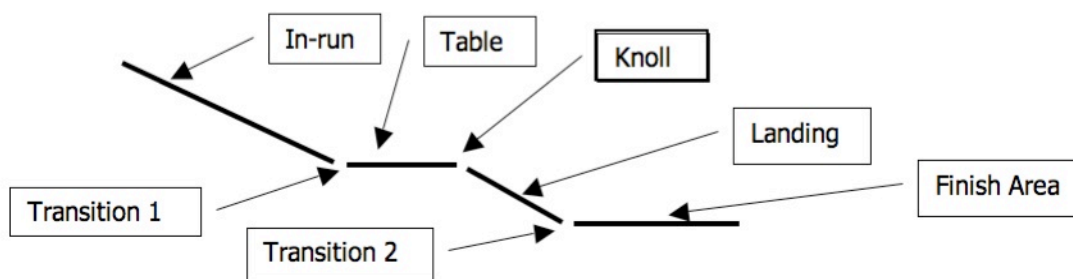 In-run
Table
Knoll
Landing
Finish Area
Transition 1
Transition 2